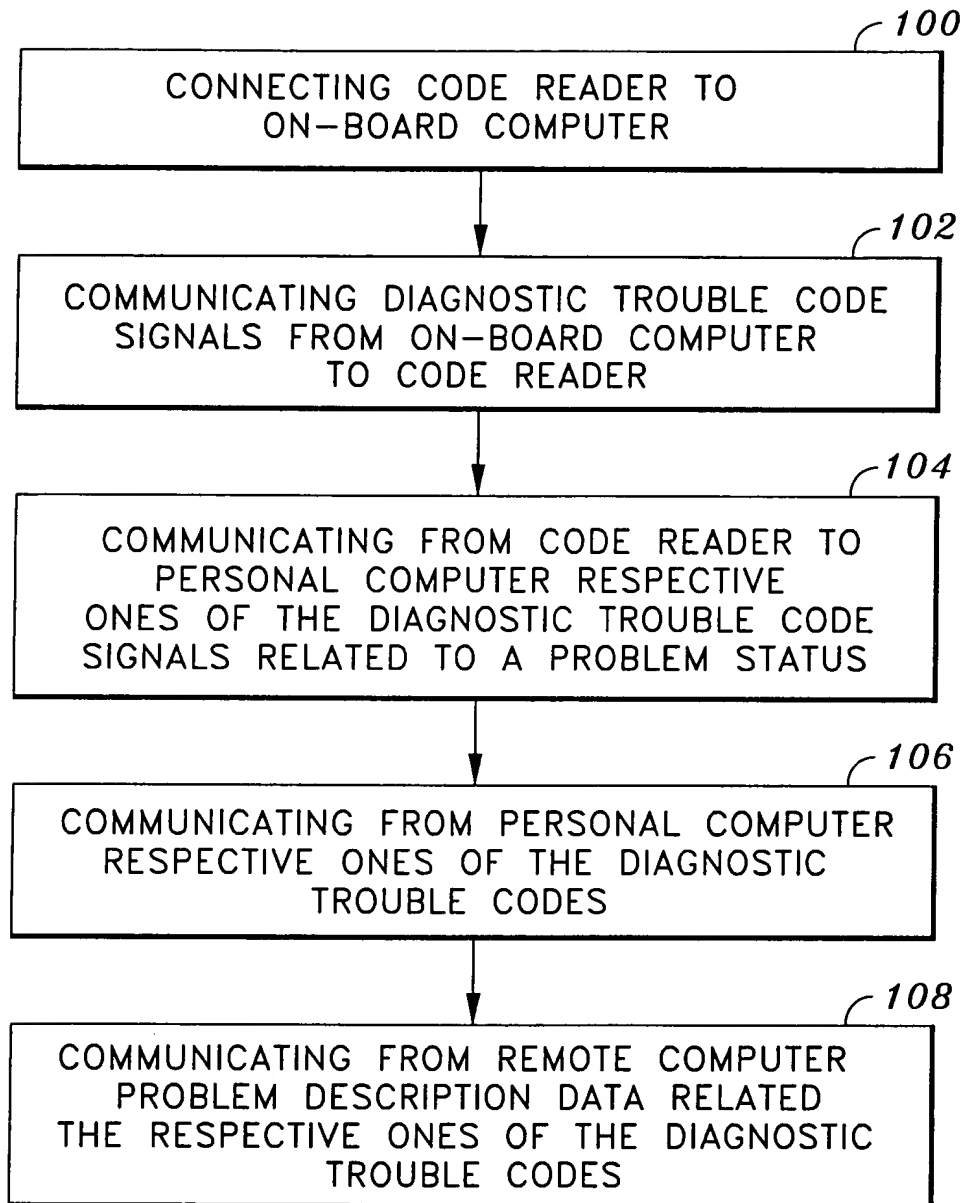 100
CONNECTING CODE READER TO
ON-BOARD COMPUTER
102
COMMUNICATING DIAGNOSTIC TROUBLE CODE
SIGNALS FROM ON-BOARD COMPUTER
TO CODE READER
104
COMMUNICATING FROM CODE READER TO
PERSONAL COMPUTER RESPECTIVE
ONES OF THE DIAGNOSTIC TROUBLE CODE
SIGNALS RELATED TO A PROBLEM STATUS
106
COMMUNICATING FROM PERSONAL COMPUTER
RESPECTIVE ONES OF THE DIAGNOSTIC
TROUBLE CODES
108
COMMUNICATING FROM REMOTE COMPUTER
PROBLEM DESCRIPTION DATA RELATED
THE RESPECTIVE ONES OF THE DIAGNOSTIC
TROUBLE CODES